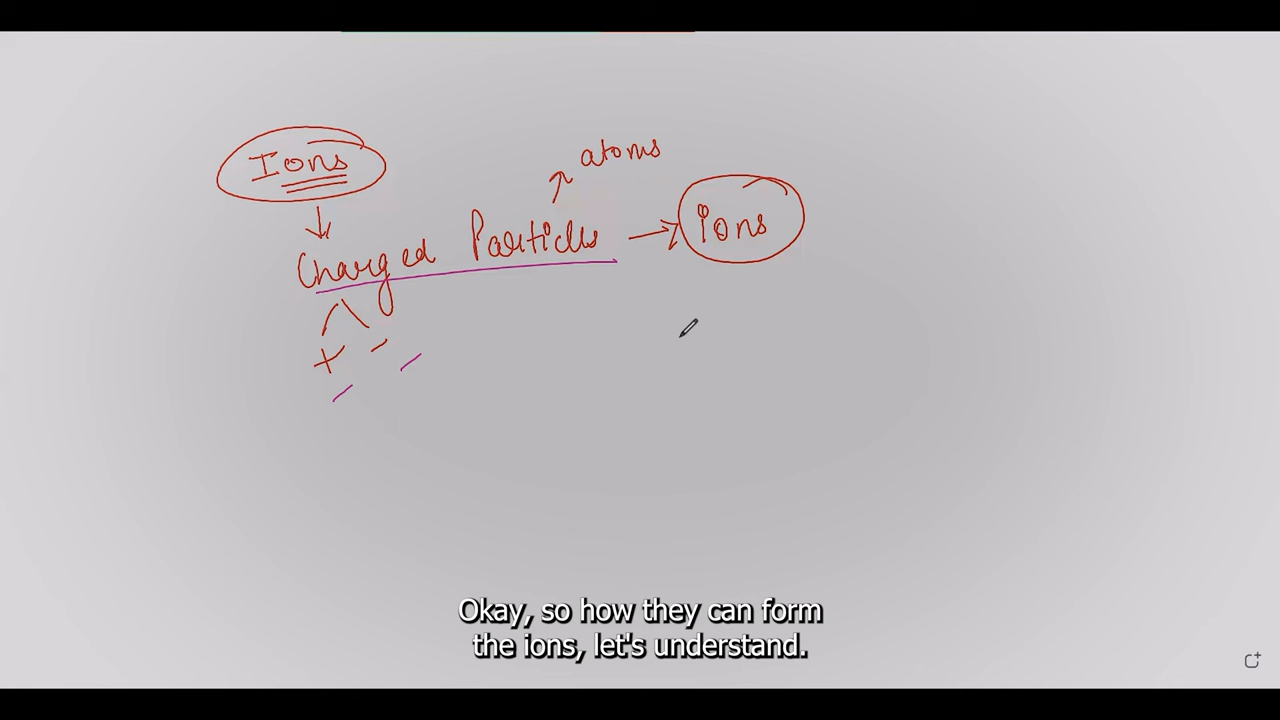 Ions
atoms
Charged Particles → ions
+ -
Okay, so how they can form
the ions, let's understand.